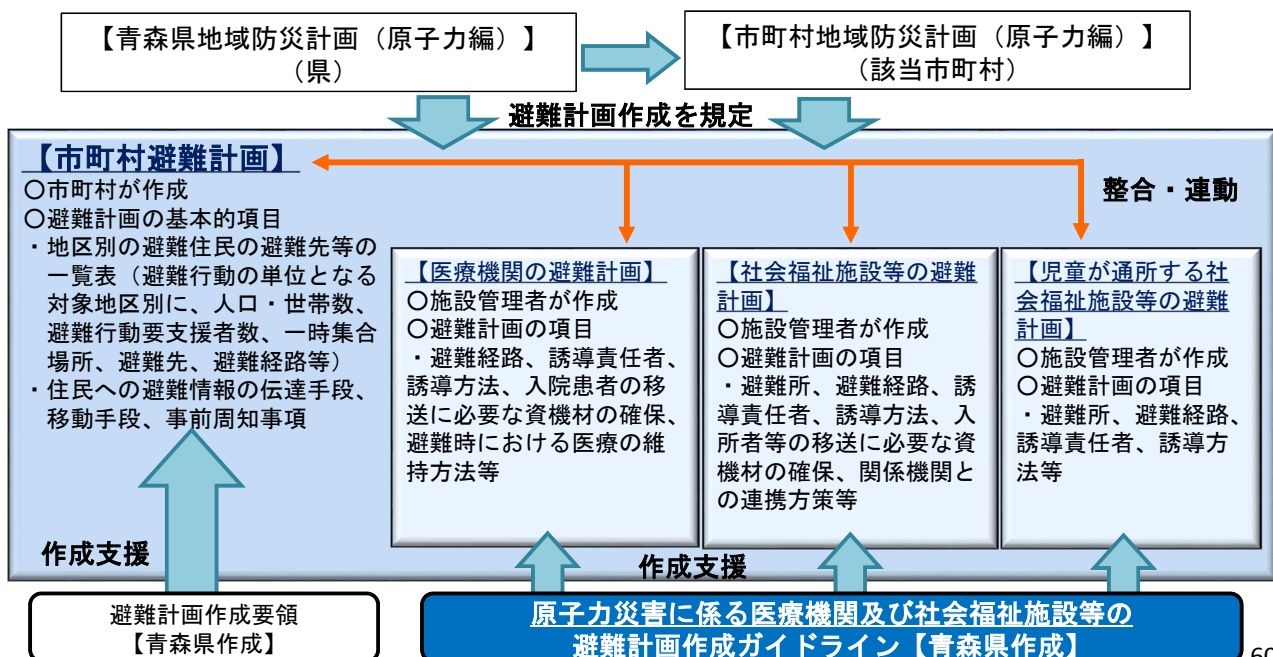 【青森県地域防災計画（原子力編）】
（県）
【市町村地域防災計画（原子力編）】
（該当市町村）
避難計画作成を規定
【市町村避難計画】
〇市町村が作成
〇避難計画の基本的項目
・地区別の避難住民の避難先等の
一覧表（避難行動の単位となる
対象地区別に、人口・世帯数、
避難行動要支援者数、一時集合
場所、避難先、避難経路等）
・住民への避難情報の伝達手段、
移動手段、事前周知事項
整合・連動
【医療機関の避難計画】
〇施設管理者が作成
〇避難計画の項目
・避難経路、誘導責任者、
誘導方法、入院患者の移
送に必要な資機材の確保、
避難時における医療の維
持方法等
【社会福祉施設等の避難
計画】
〇施設管理者が作成
〇避難計画の項目
・避難所、避難経路、誘
導責任者、誘導方法、入
所者等の移送に必要な資
機材の確保、関係機関と
の連携方策等
【児童が通所する社
会福祉施設等の避難
計画】
〇施設管理者が作成
〇避難計画の項目
・避難所、避難経路、
誘導責任者、誘導方
法等
作成支援
作成支援
避難計画作成要領
【青森県作成】
原子力災害に係る医療機関及び社会福祉施設等の
避難計画作成ガイドライン【青森県作成】
60